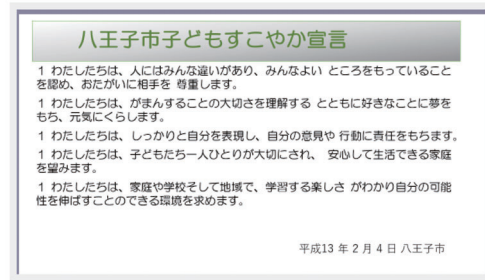 八王子市子どもすこやか宣言
1 わたしたちは、人にはみんな違いがあり、みんなよい ところをもっていること
を認め、おたがいに相手を 尊重します。
1 わたしたちは、がまんすることの大切さを理解する とともに好きなことに夢を
もち、元気にくらします。
1 わたしたちは、しっかりと自分を表現し、自分の意見や 行動に責任をもちます。
1 わたしたちは、子どもたち一人ひとりが大切にされ、 安心して生活できる家庭
を望みます。
1 わたしたちは、家庭や学校そして地域で、学習する楽しさ がわかり自分の可能
性を伸ばすことのできる環境を求めます。
平成13 年 2 月 4 日 八王子市